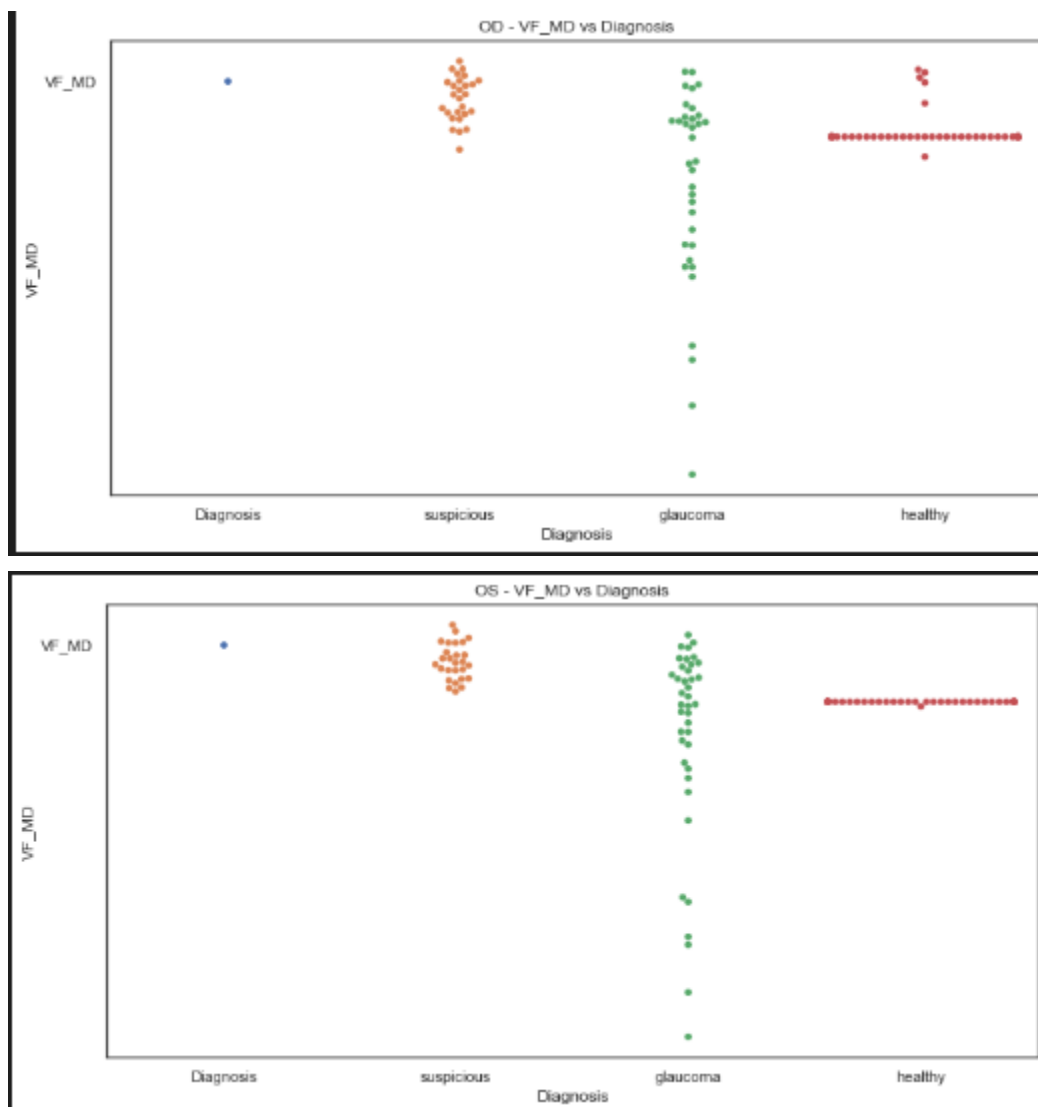 OD - VF_MD vs Diagnosis
VF_MD
VF_MD
Diagnosis suspicious glaucoma healthy
Diagnosis
OS - VF_MD vs Diagnosis
VF_MD
VF_MD
Diagnosis suspicious glaucoma healthy
Diagnosis